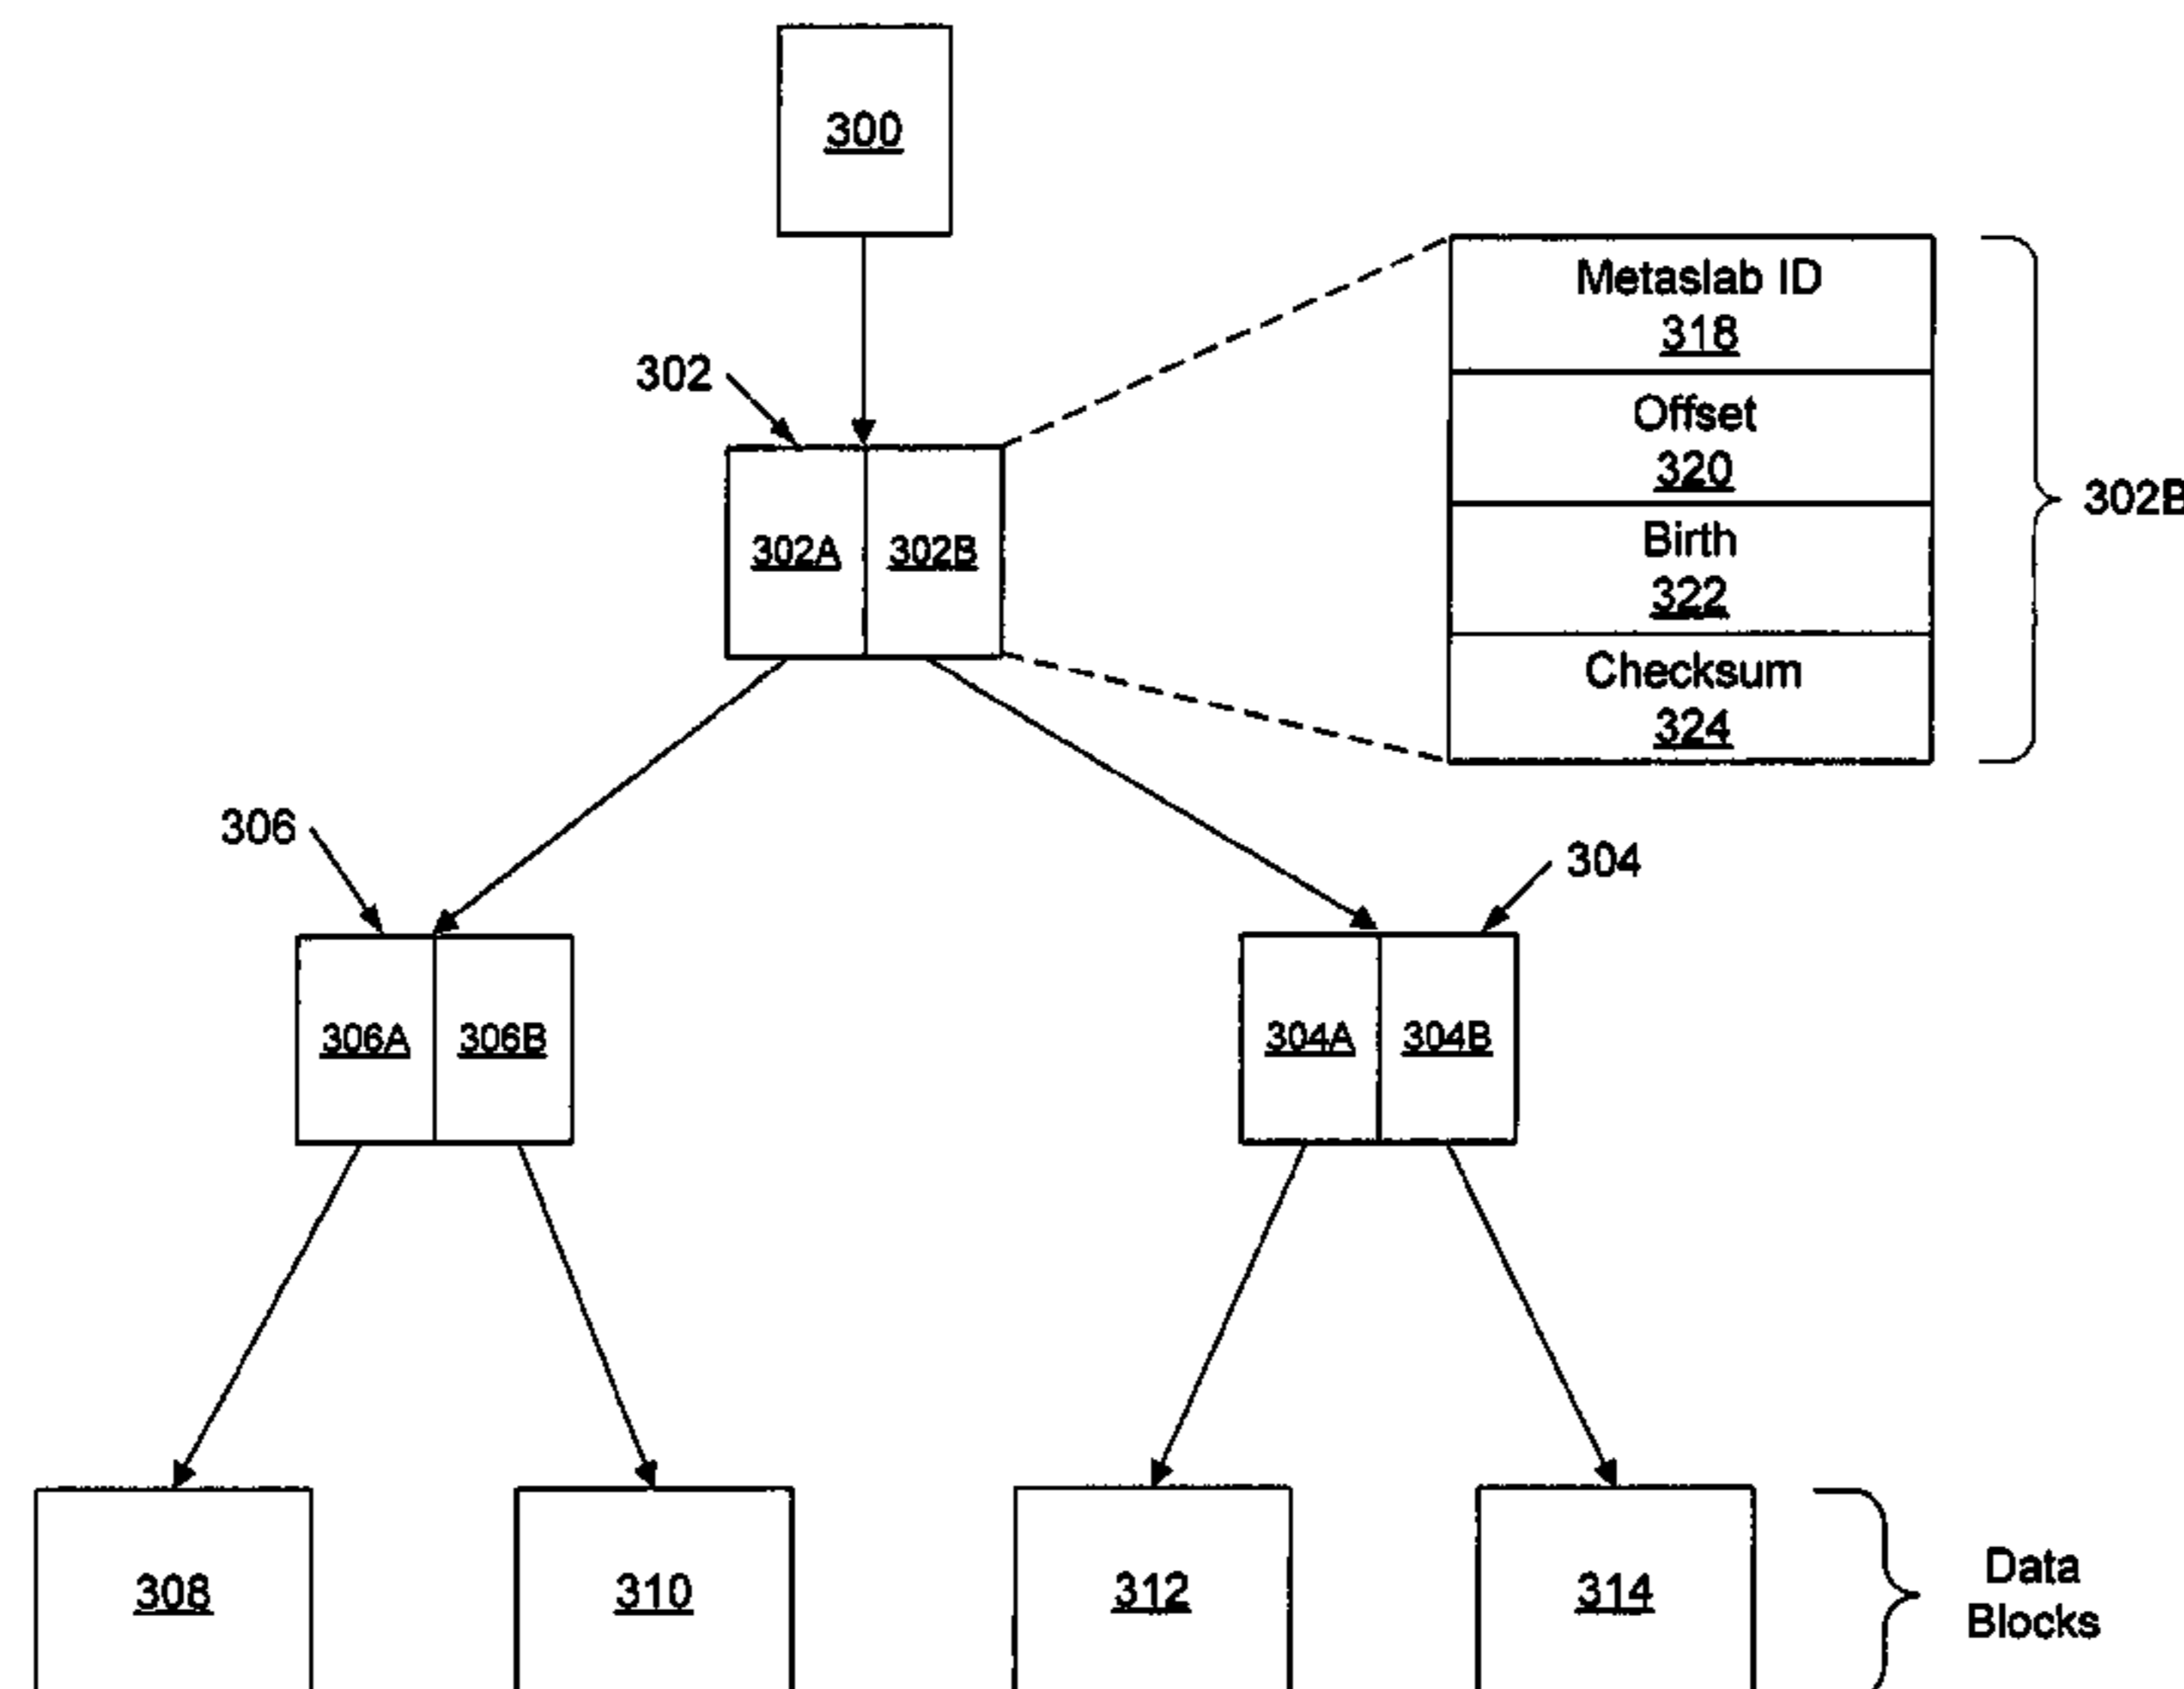 300
Metaslab ID
318
302
Offset
320
302B
302A
302B
Birth
322
Checksum
324
306
304
306A
306B
304A
304B
308
310
312
314
Data
Blocks